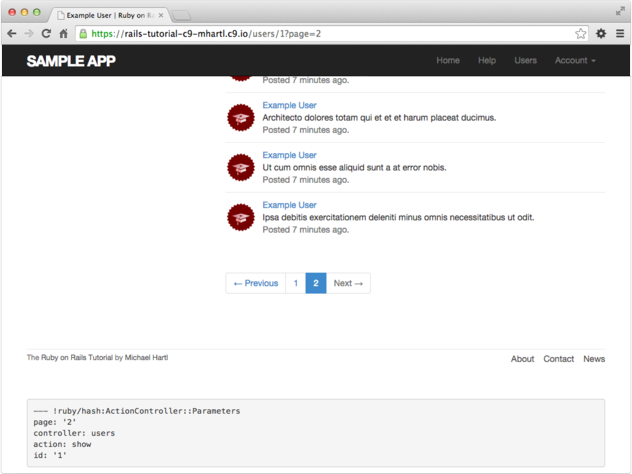 Example User | Ruby on R
https://rails-tutorial-c9-mhartl.c9.io/users/1?page=2
SAMPLE APP
Home Help Users Account
Posted 7 minutes ago.
Example User
Architecto dolores totam qui et et et harum placeat ducimus.
Posted 7 minutes ago.
Example User
Ut cum omnis esse aliquid sunt a at error nobis.
Posted 7 minutes ago.
Example User
Ipsa debitis exercitationem deleniti minus omnis necessitatibus ut odit.
Posted 7 minutes ago.
← Previous 1 2 Next →
The Ruby on Rails Tutorial by Michael Hartl
About Contact News
--- !ruby/hash:ActionController::Parameters
page: '2'
controller: users
action: show
id: '1'